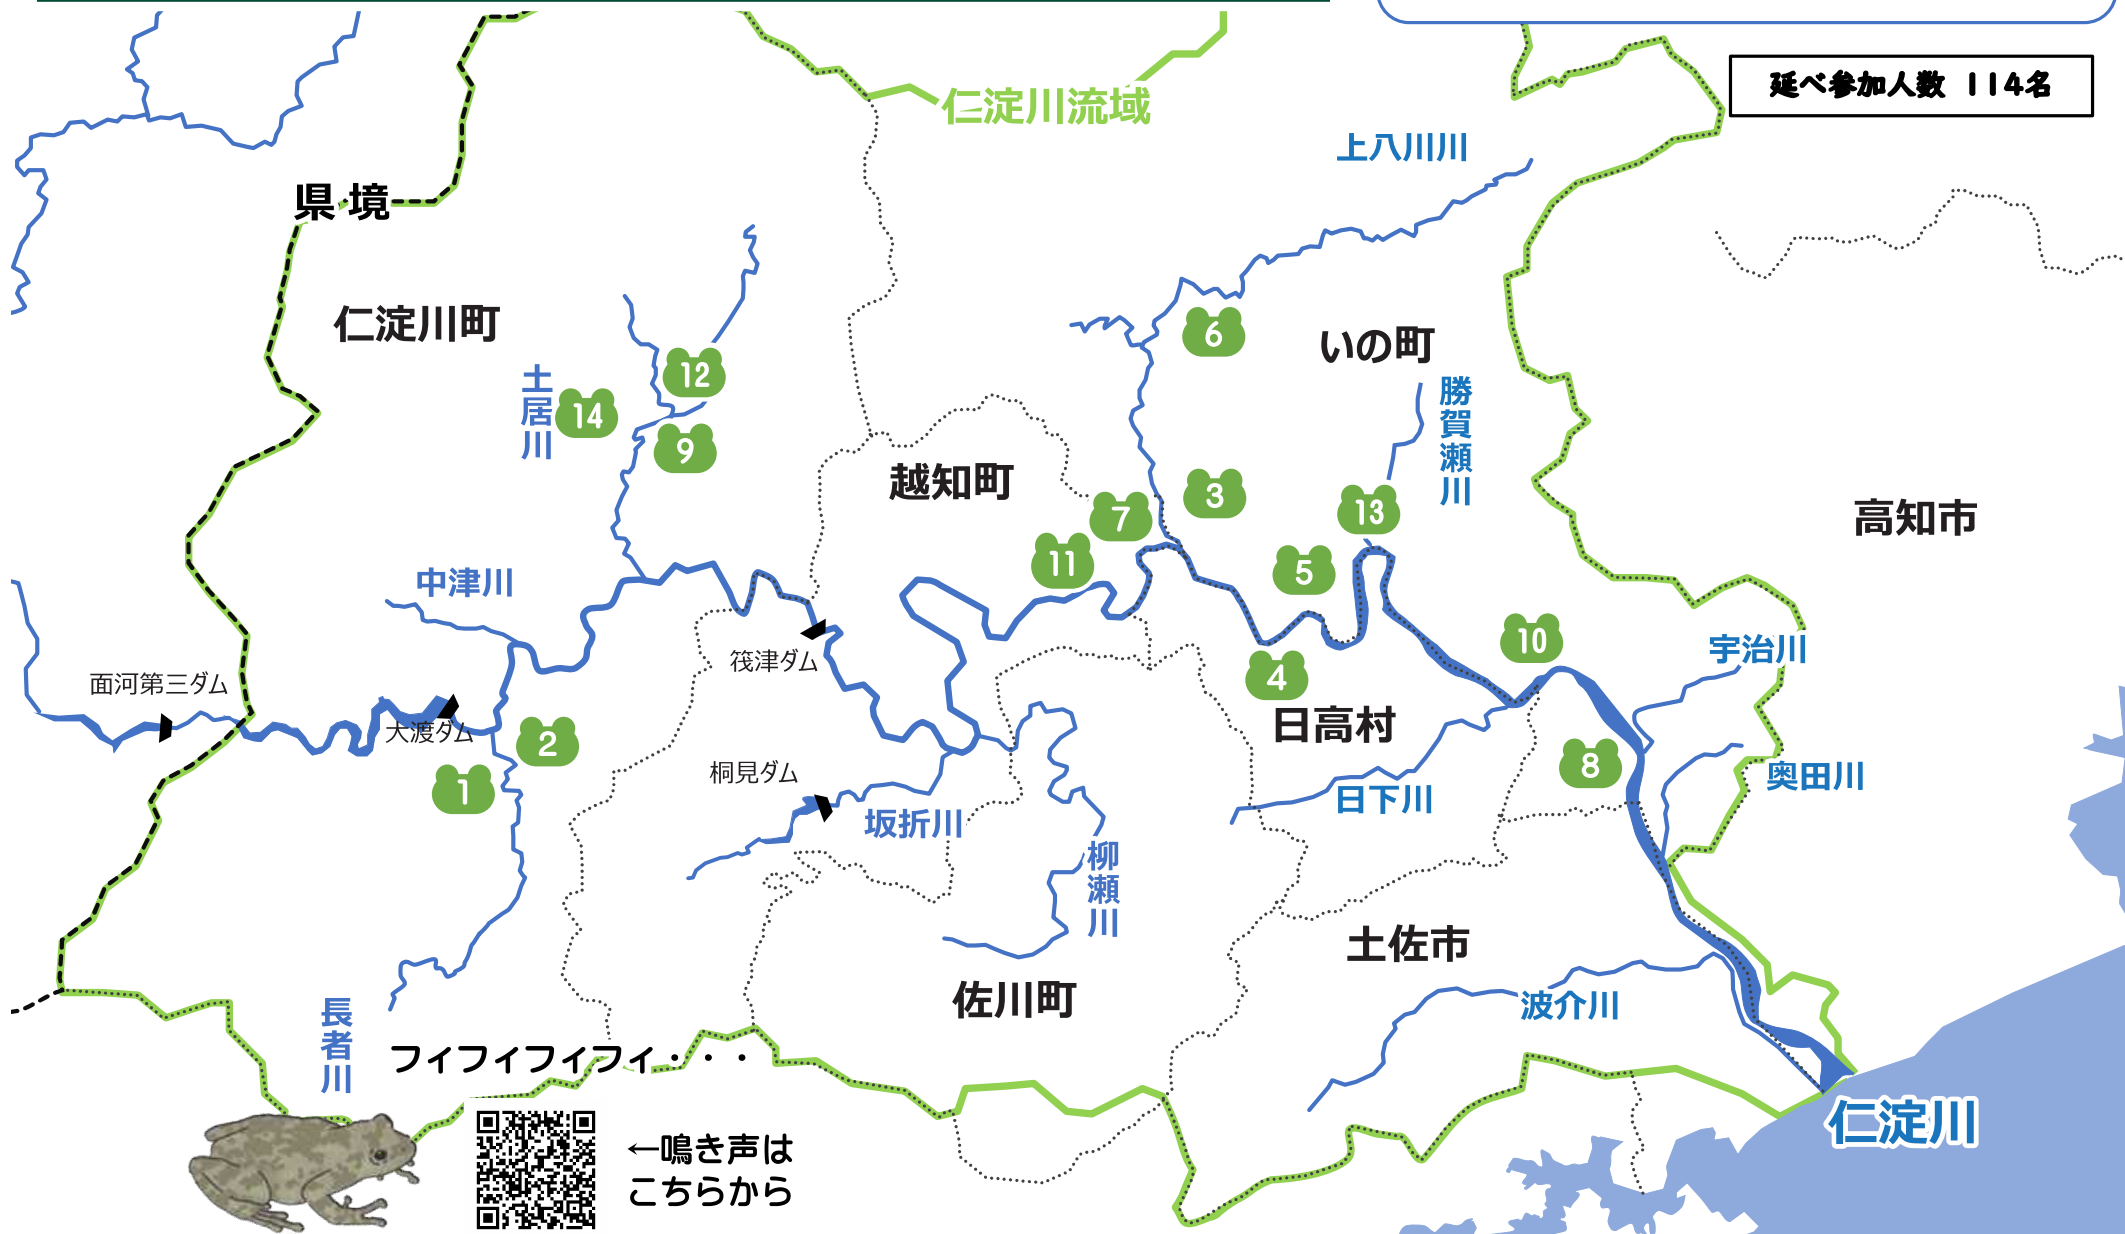 延べ参加人数 114名
仁淀川流域
上八川川
県境
仁淀川町
6
いの町
土居川
12
14
9
勝賀瀬川
越知町
3
7
13
高知市
11
5
中津川
10
宇治川
筏津ダム
4
面河第三ダム
大渡ダム
2
日高村
8
桐見ダム
奥田川
1
日下川
坂折川
柳瀬川
土佐市
佐川町
波介川
長者川
フィフィフィフィ・・・
仁淀川
←鳴き声は
こちらから